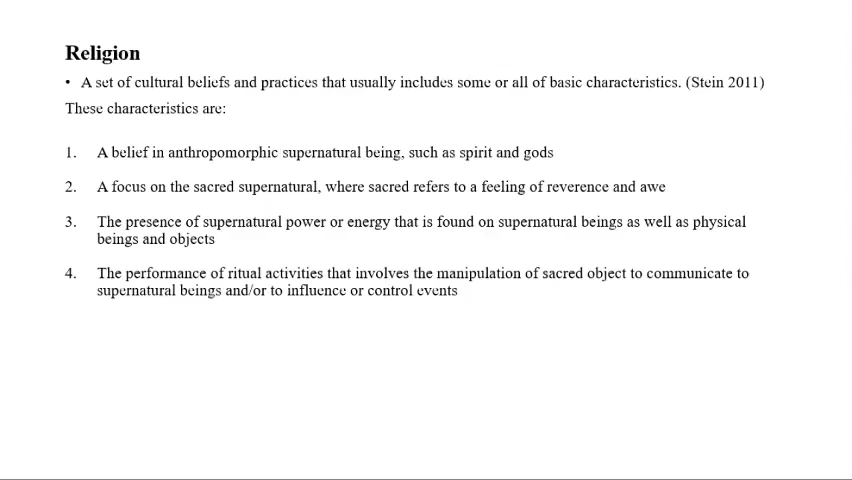 Religion
• A set of cultural beliefs and practices that usually includes some or all of basic characteristics. (Stein 2011)
These characteristics are:
1. A belief in anthropomorphic supernatural being, such as spirit and gods
2. A focus on the sacred supernatural, where sacred refers to a feeling of reverence and awe
3. The presence of supernatural power or energy that is found on supernatural beings as well as physical
beings and objects
4. The performance of ritual activities that involves the manipulation of sacred object to communicate to
supernatural beings and/or to influence or control events